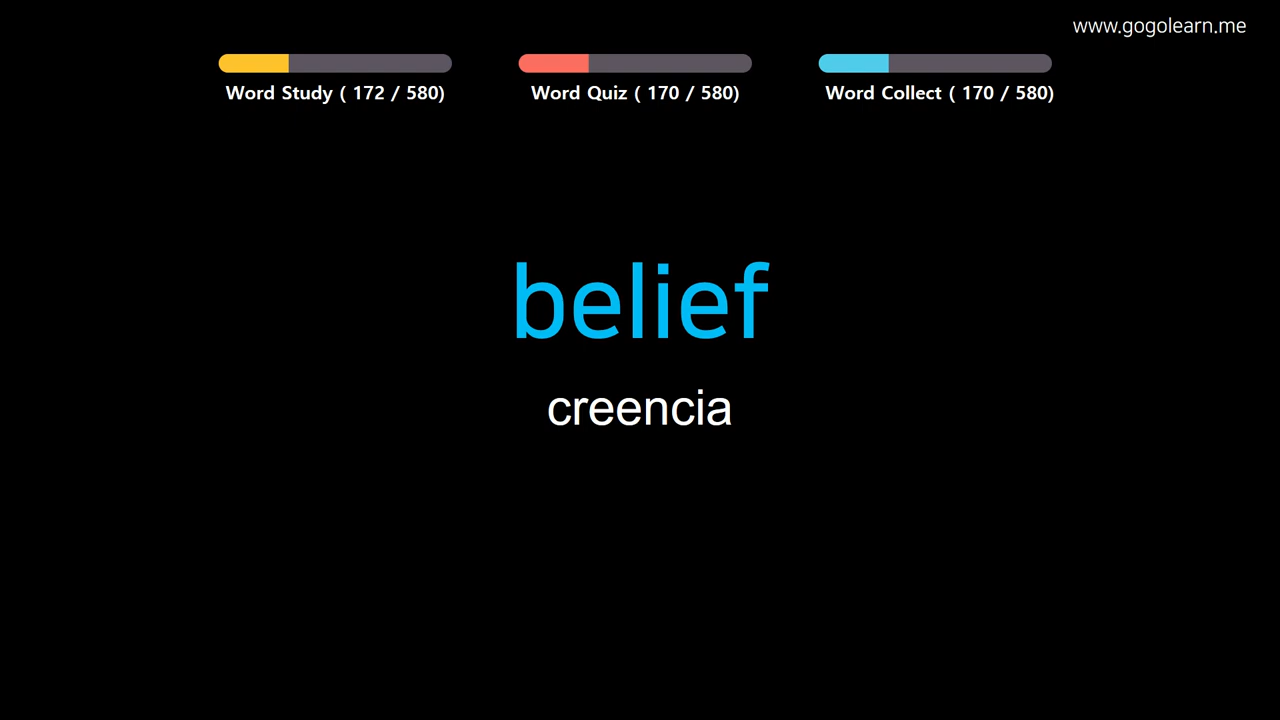 www.gogolearn.me
Word Study ( 172 / 580)
Word Quiz ( 170 / 580)
Word Collect ( 170 / 580)
belief
creencia